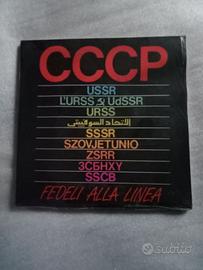 CCCP
USSR
L'URSS & UdSSR
URSS
الاتحاد السوفييتي
SSSR
SZOVJETUNIO
ZSRR
ЗСБНХУ
SSCB
FEDELI ALLA LINEA
subito